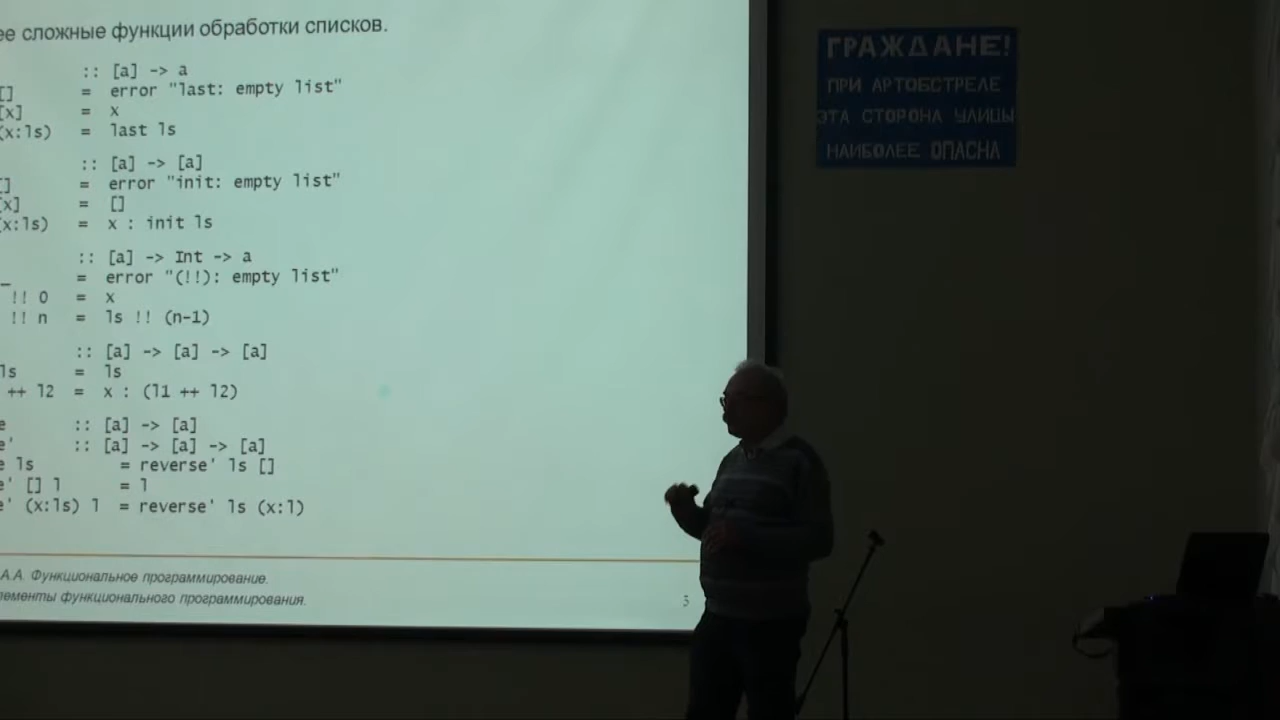 ее сложные функции обработки списков.
:: [a] -> a
[] = error "last: empty list"
[x] = x
(x:ls) = last ls
:: [a] -> [a]
[] = error "init: empty list"
[x] = []
(x:ls) = x : init ls
:: [a] -> Int -> a
_ = error "(!!): empty list"
!! 0 = x
!! n = ls !! (n-1)
:: [a] -> [a] -> [a]
ls = ls
++ l2 = x : (l1 ++ l2)
e :: [a] -> [a]
e' :: [a] -> [a] -> [a]
e ls = reverse' ls []
e' [] l = l
e' (x:ls) l = reverse' ls (x:l)
А.А. Функциональное программирование.
лементы функционального программирования.
5
ГРАЖДАНЕ!
ПРИ АРТОБСТРЕЛЕ
ЭТА СТОРОНА УЛИЦЫ
НАИБОЛЕЕ ОПАСНА